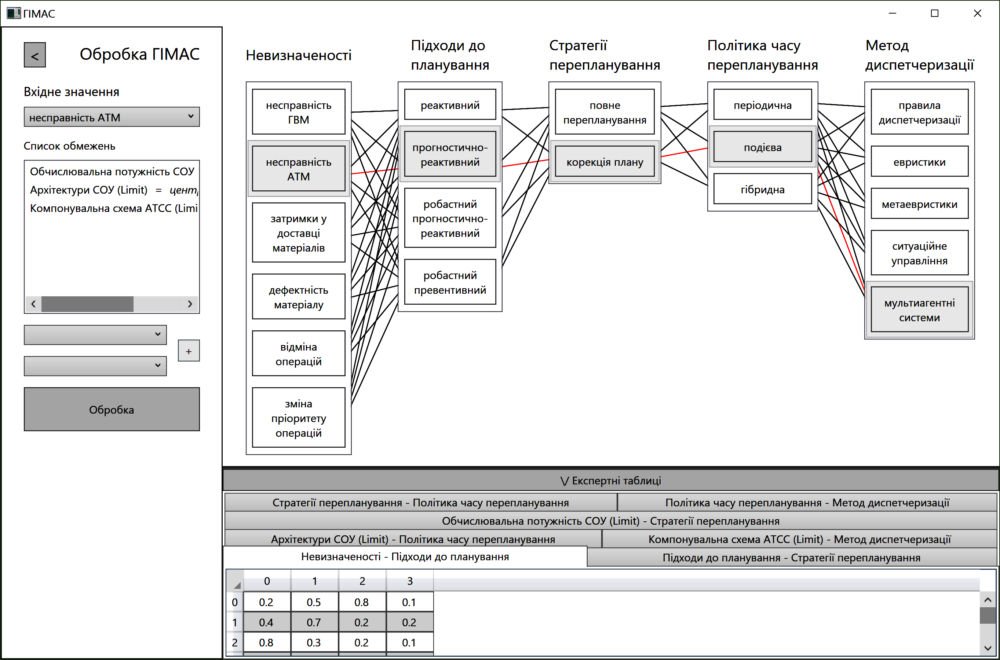 ГІМАС
<
Обробка ГІМАС
Вхідне значення
несправність АТМ
Список обмежень
Обчислювальна потужність СОУ
Архітектури СОУ (Limit) = цент
Компонувальна схема АТСС (Limi
+
Обробка
Невизначеності
несправність
ГВМ
несправність
АТМ
затримки у
доставці
матеріалів
дефектність
матеріалу
відміна
операцій
зміна
пріоритету
операцій
Підходи до
планування
реактивний
прогностично-
реактивний
робастний
прогностично-
реактивний
робастний
превентивний
Стратегії
перепланування
повне
перепланування
корекція плану
Політика часу
перепланування
періодична
подієва
гібридна
Метод
диспетчеризації
правила
диспетчеризації
евристики
метаевристики
ситуаційне
управління
мультиагентні
системи
\/ Експертні таблиці
Стратегії перепланування - Політика часу перепланування
Політика часу перепланування - Метод диспетчеризації
Обчислювальна потужність СОУ (Limit) - Стратегії перепланування
Архітектури СОУ (Limit) - Політика часу перепланування
Компонувальна схема АТСС (Limit) - Метод диспетчеризації
Невизначеності - Підходи до планування
Підходи до планування - Стратегії перепланування
0 1 2 3
0 0.2 0.5 0.8 0.1
1 0.4 0.7 0.2 0.2
2 0.8 0.3 0.2 0.1